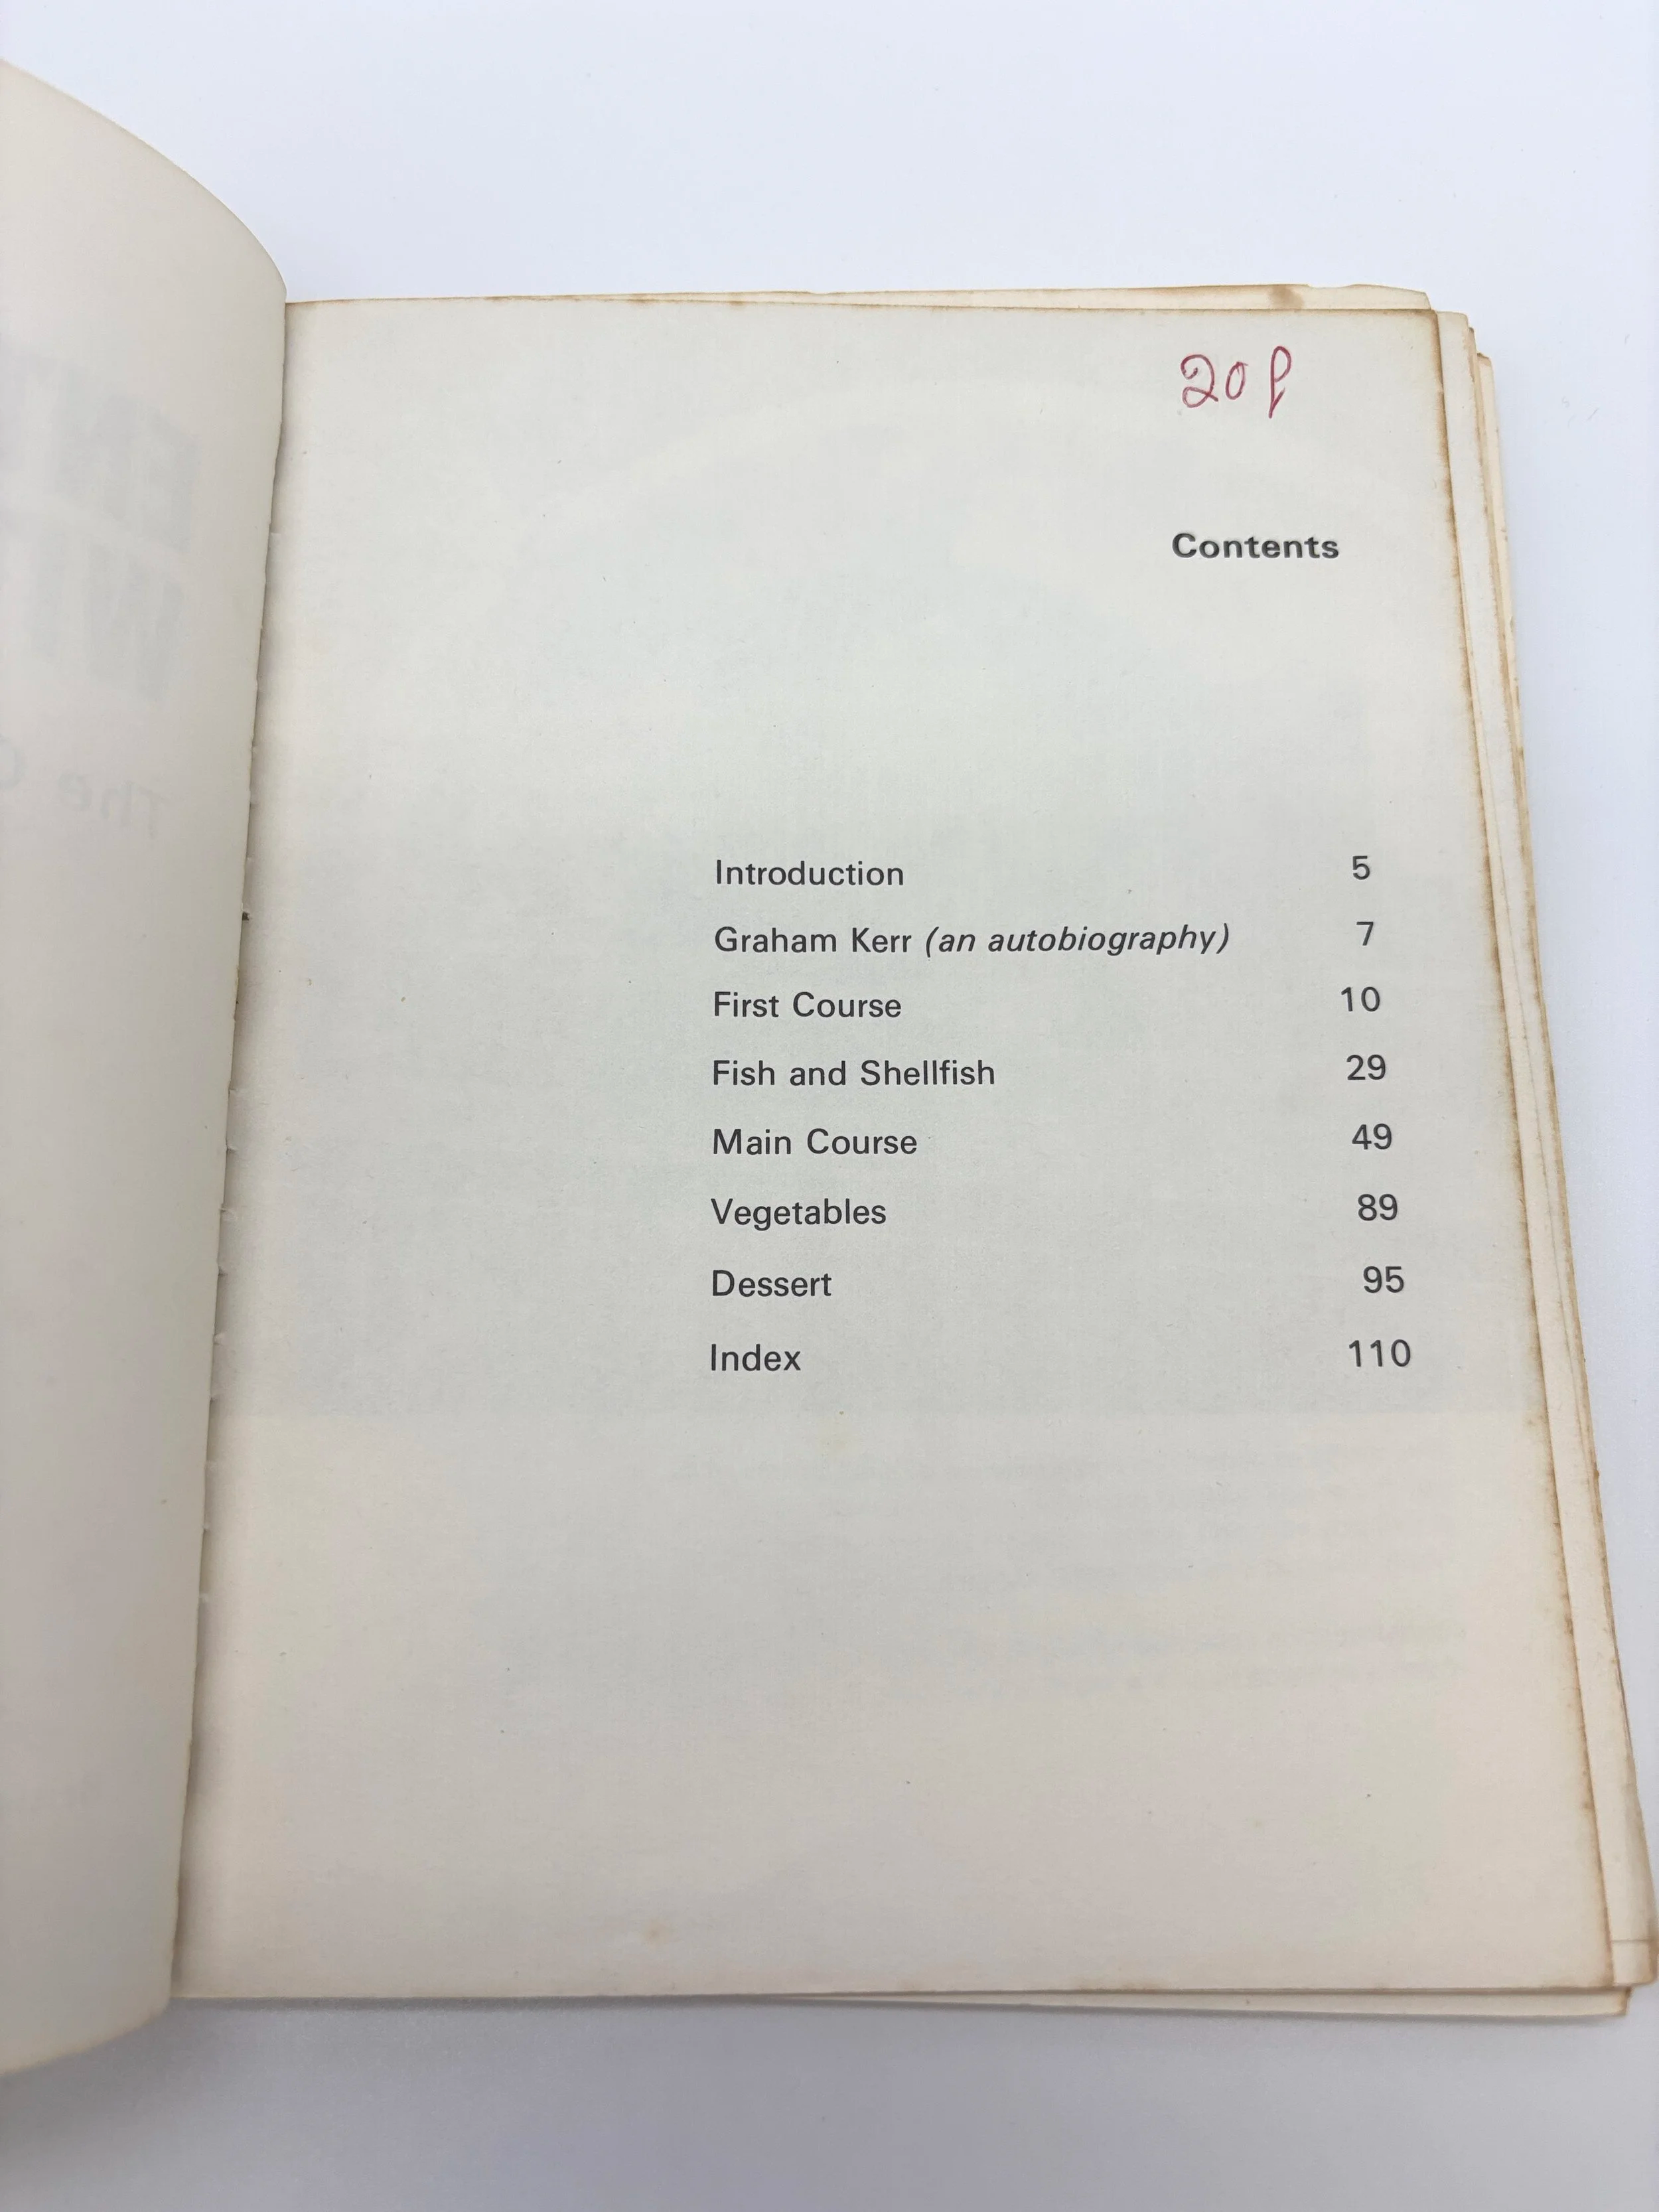 20p
Contents
Introduction 5
Graham Kerr (an autobiography) 7
First Course 10
Fish and Shellfish 29
Main Course 49
Vegetables 89
Dessert 95
Index 110